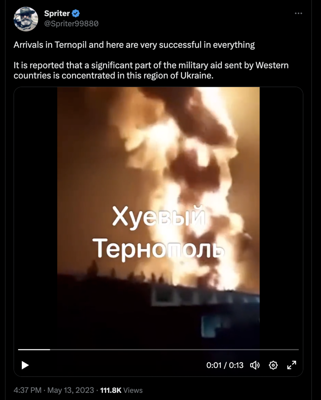 Spriter
@Spriter99880
Arrivals in Ternopil and here are very successful in everything
It is reported that a significant part of the military aid sent by Western
countries is concentrated in this region of Ukraine.
Хуевый
Тернополь
0:01 / 0:13
4:37 PM · May 13, 2023 · 111.8K Views